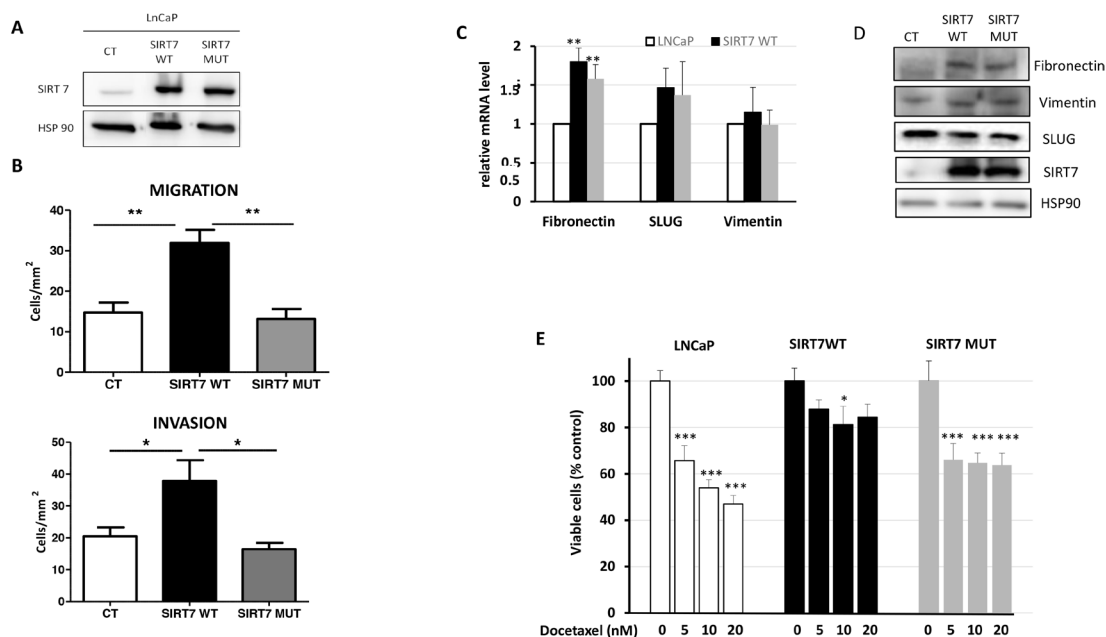 A
LnCaP
CT
SIRT7
WT
SIRT7
MUT
SIRT 7
HSP 90
B
MIGRATION
Cells/mm²
40
30
20
10
0
**
**
CT
SIRT7 WT
SIRT7 MUT
INVASION
Cells/mm²
50
40
30
20
10
0
*
*
CT
SIRT7 WT
SIRT7 MUT
C
LNCaP
SIRT7 WT
relative mRNA level
2
1.5
1
0.5
0
**
**
Fibronectin
SLUG
Vimentin
D
CT
SIRT7
WT
SIRT7
MUT
Fibronectin
Vimentin
SLUG
SIRT7
HSP90
E
LNCaP
SIRT7WT
SIRT7 MUT
Viable cells (% control)
100
80
60
40
20
0
*** *** ***
*
*** *** ***
Docetaxel (nM) 0 5 10 20 0 5 10 20 0 5 10 20